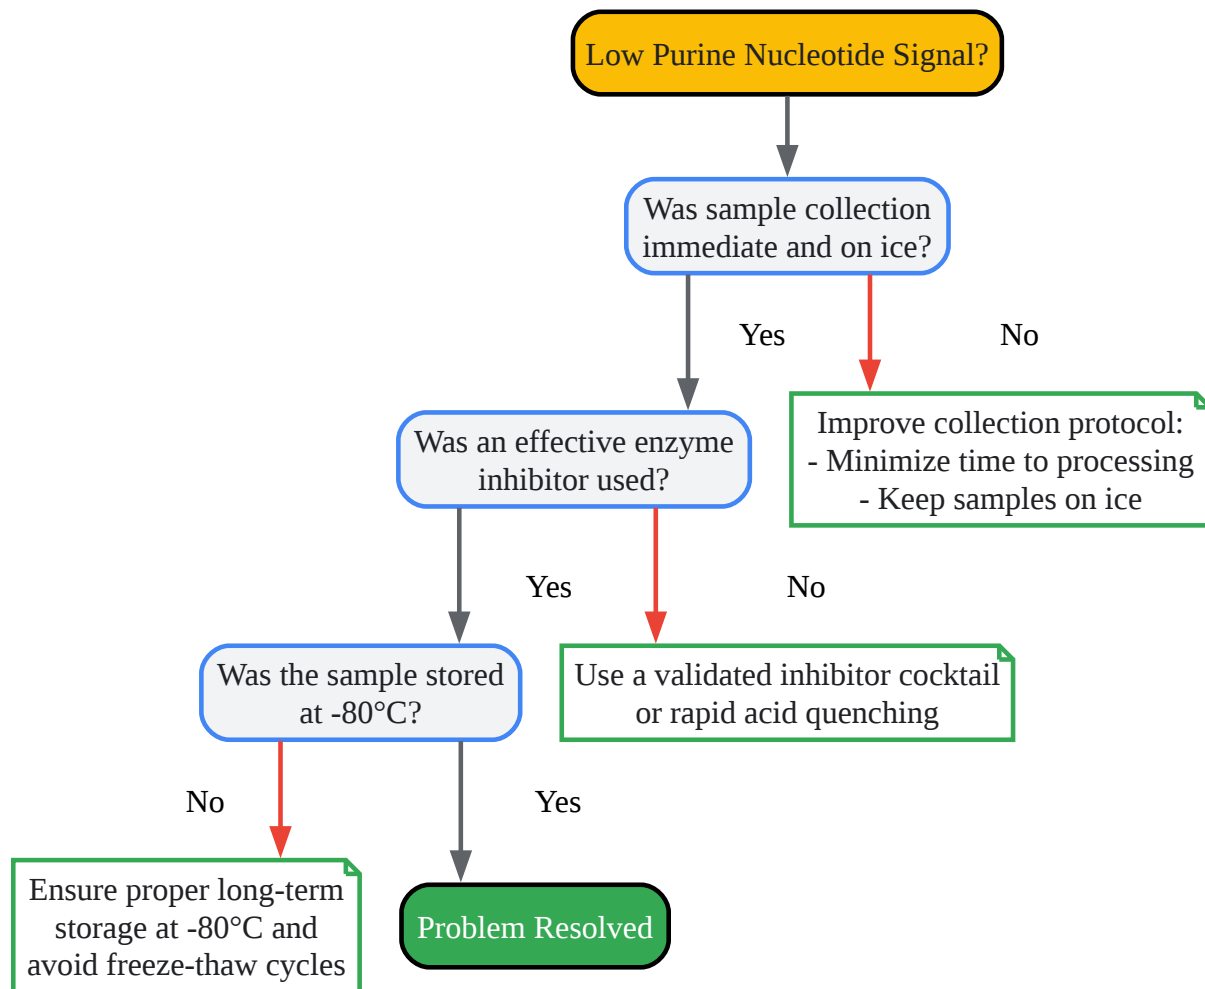 Low Purine Nucleotide Signal?
Was sample collection
immediate and on ice?
Yes
No
Improve collection protocol:
- Minimize time to processing
- Keep samples on ice
Was an effective enzyme
inhibitor used?
Yes
No
Use a validated inhibitor cocktail
or rapid acid quenching
Was the sample stored
at -80°C?
No
Yes
Ensure proper long-term
storage at -80°C and
avoid freeze-thaw cycles
Problem Resolved